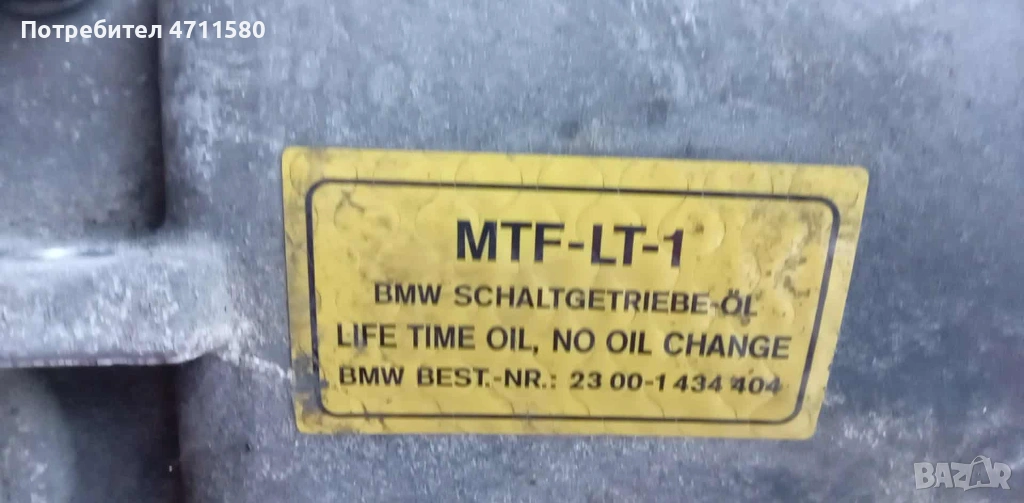 Потребител 4711580
MTF-LT-1
BMW SCHALTGETRIEBE-ÖL
LIFE TIME OIL, NO OIL CHANGE
BMW BEST.-NR.: 23 00-1 434 404
BAZAR